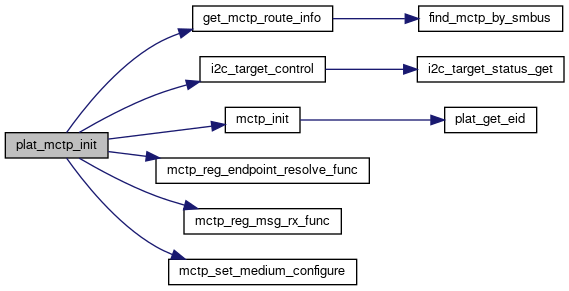 get_mctp_route_info
find_mctp_by_smbus
i2c_target_control
i2c_target_status_get
mctp_init
plat_get_eid
plat_mctp_init
mctp_reg_endpoint_resolve_func
mctp_reg_msg_rx_func
mctp_set_medium_configure